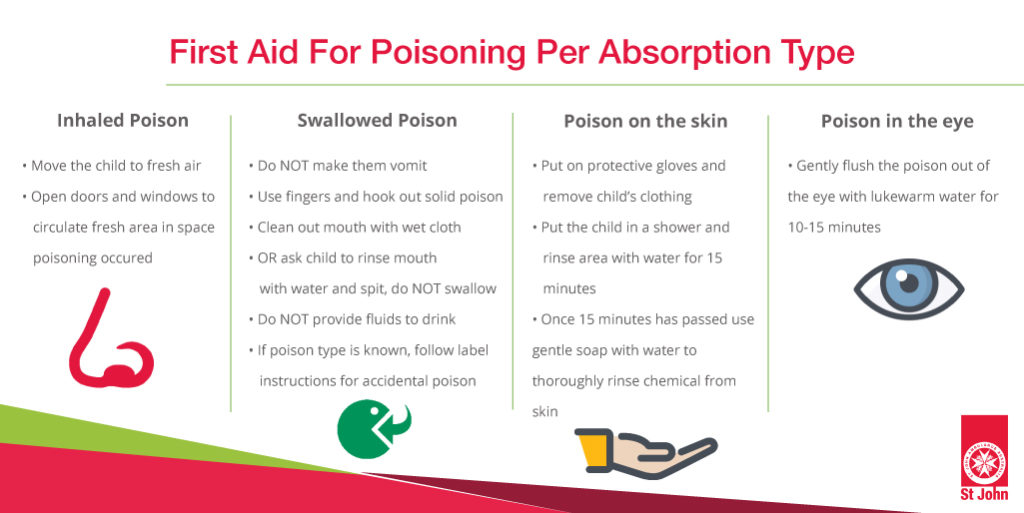 First Aid For Poisoning Per Absorption Type
Inhaled Poison
• Move the child to fresh air
• Open doors and windows to
circulate fresh area in space
poisoning occured
Swallowed Poison
• Do NOT make them vomit
• Use fingers and hook out solid poison
• Clean out mouth with wet cloth
• OR ask child to rinse mouth
with water and spit, do NOT swallow
• Do NOT provide fluids to drink
• If poison type is known, follow label
instructions for accidental poison
Poison on the skin
• Put on protective gloves and
remove child's clothing
• Put the child in a shower and
rinse area with water for 15
minutes
• Once 15 minutes has passed use
gentle soap with water to
thoroughly rinse chemical from
skin
Poison in the eye
• Gently flush the poison out of
the eye with lukewarm water for
10-15 minutes
St John